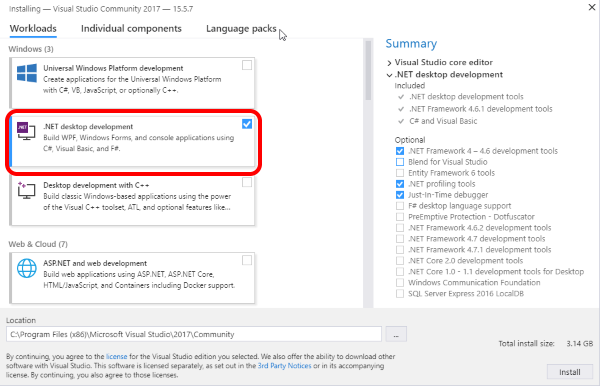 Installing — Visual Studio Community 2017 — 15.5.7
Workloads Individual components Language packs
Windows (3)
Universal Windows Platform development
Create applications for the Universal Windows Platform
with C#, VB, JavaScript, or optionally C++.
.NET
.NET desktop development
Build WPF, Windows Forms, and console applications using
C#, Visual Basic, and F#.
Desktop development with C++
Build classic Windows-based applications using the power
of the Visual C++ toolset, ATL, and optional features like...
Web & Cloud (7)
ASP.NET and web development
Build web applications using ASP.NET, ASP.NET Core,
HTML/JavaScript, and Containers including Docker support.
Summary
Visual Studio core editor
.NET desktop development
Included
.NET desktop development tools
.NET Framework 4.6.1 development tools
C# and Visual Basic
Optional
.NET Framework 4 – 4.6 development tools
Blend for Visual Studio
Entity Framework 6 tools
.NET profiling tools
Just-In-Time debugger
F# desktop language support
PreEmptive Protection - Dotfuscator
.NET Framework 4.6.2 development tools
.NET Framework 4.7 development tools
.NET Framework 4.7.1 development tools
.NET Core 2.0 development tools
.NET Core 1.0 - 1.1 development tools for Desktop
Windows Communication Foundation
SQL Server Express 2016 LocalDB
Location
C:\Program Files (x86)\Microsoft Visual Studio\2017\Community
...
Total install size: 3.14 GB
By continuing, you agree to the license for the Visual Studio edition you selected. We also offer the ability to download other
software with Visual Studio. This software is licensed separately, as set out in the 3rd Party Notices or in its accompanying
license. By continuing, you also agree to those licenses.
Install